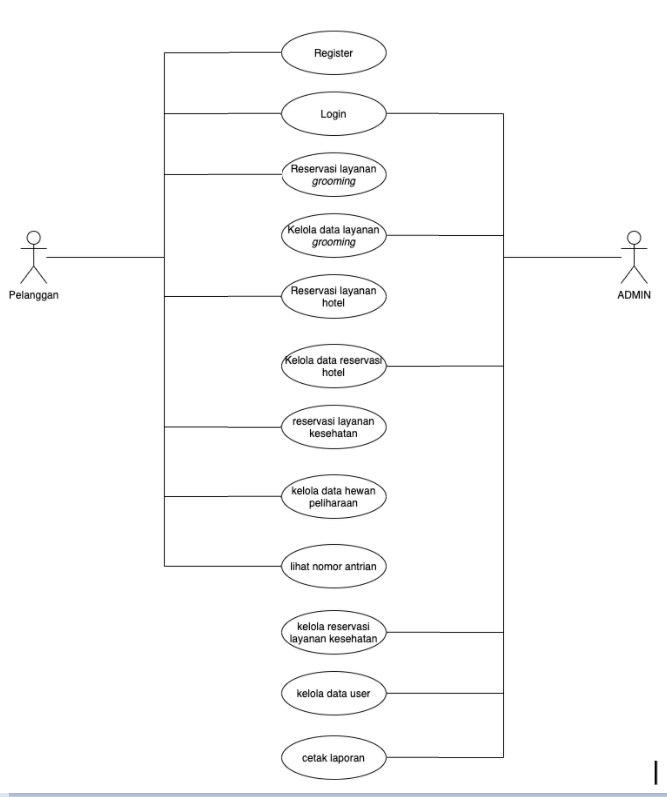 Register
Login
Reservasi layanan
grooming
Kelola data layanan
grooming
Pelanggan
ADMIN
Reservasi layanan
hotel
Kelola data reservasi
hotel
reservasi layanan
kesehatan
kelola data hewan
peliharaan
lihat nomor antrian
kelola reservasi
layanan kesehatan
kelola data user
cetak laporan